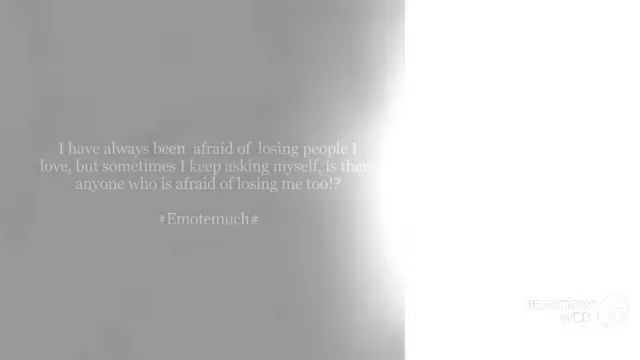 I have always been afraid of losing people I
love, but sometimes I keep asking myself, is there
anyone who is afraid of losing me too!?
#Emotemuch#